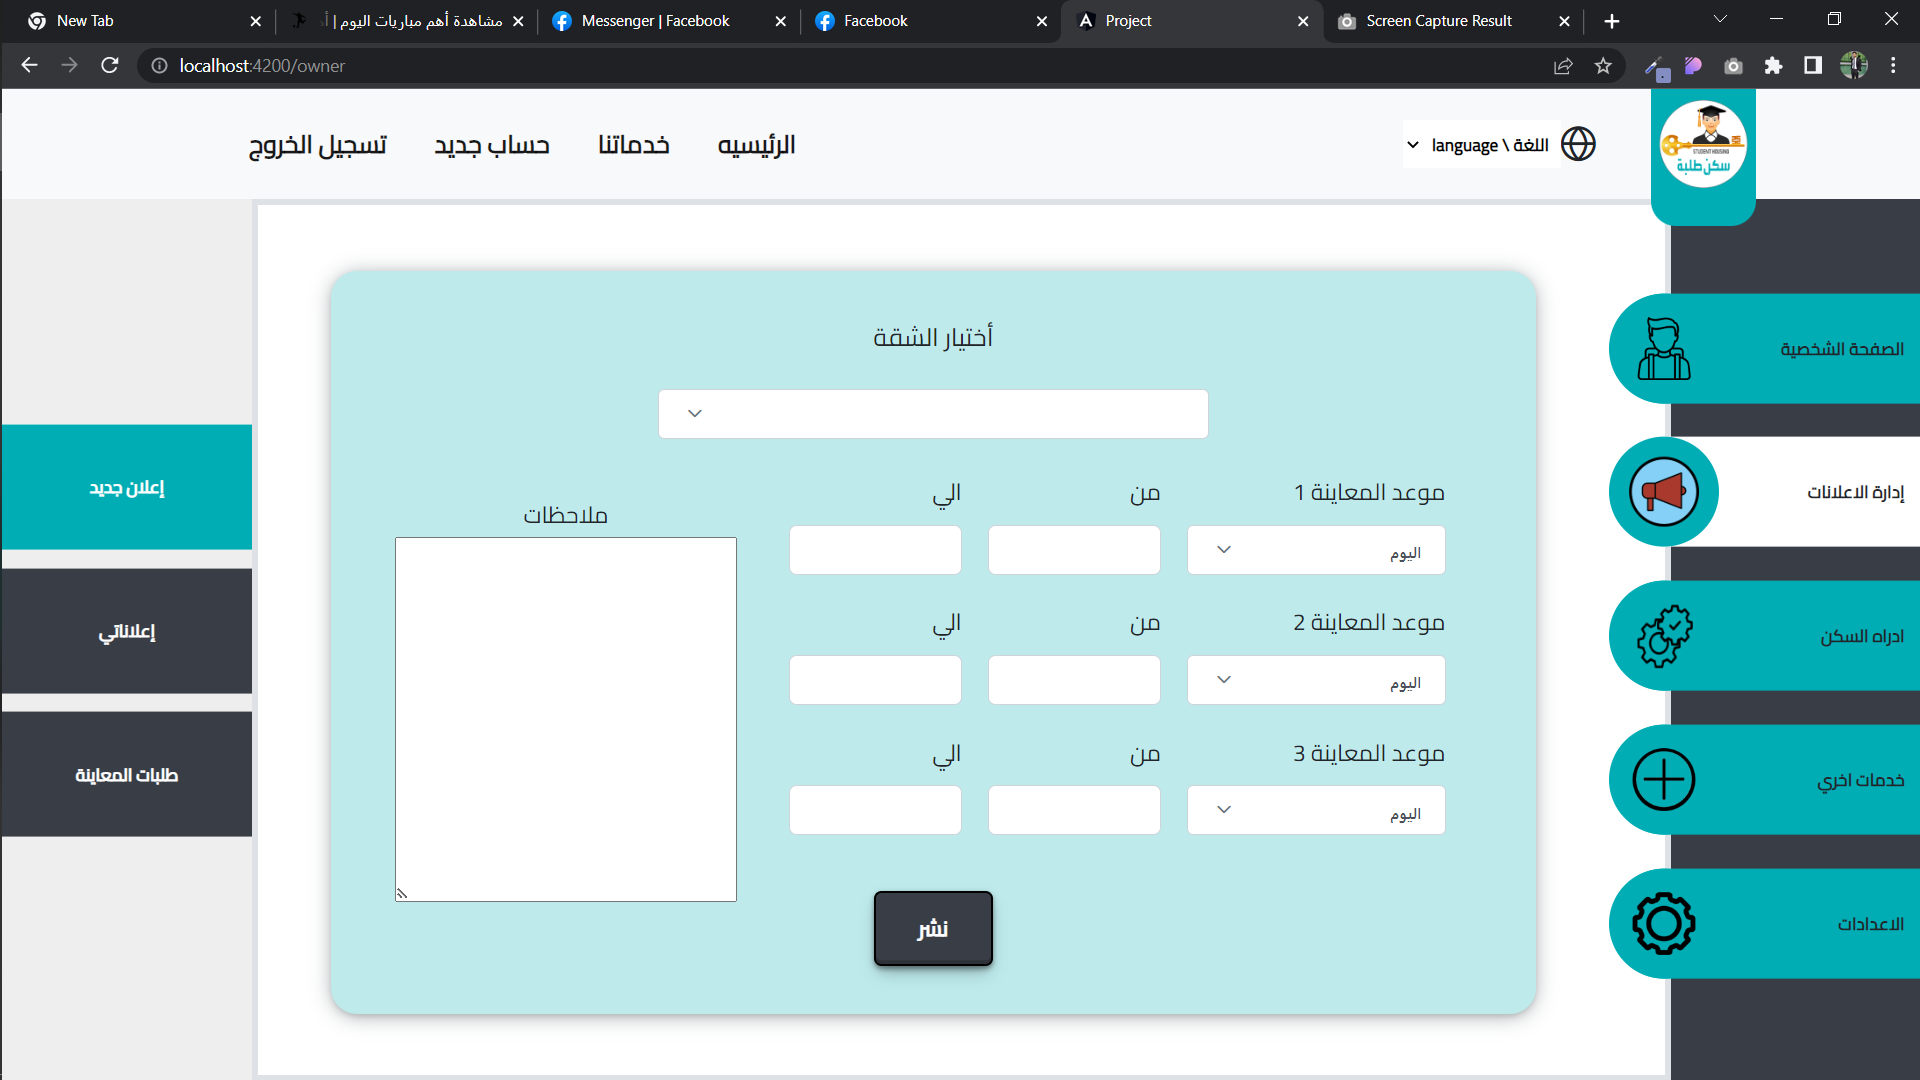 New Tab
مشاهدة أهم مباريات اليوم | أ
Messenger | Facebook
Facebook
Project
Screen Capture Result
localhost:4200/owner
STUDENT HOUSING
سكن طلبة
اللغة \ language
الرئيسيه
خدماتنا
حساب جديد
تسجيل الخروج
الصفحة الشخصية
إدارة الاعلانات
ادراه السكن
خدمات اخري
الاعدادات
أختيار الشقة
موعد المعاينة 1
من
الي
اليوم
موعد المعاينة 2
من
الي
اليوم
موعد المعاينة 3
من
الي
اليوم
ملاحظات
نشر
إعلان جديد
إعلاناتي
طلبات المعاينة